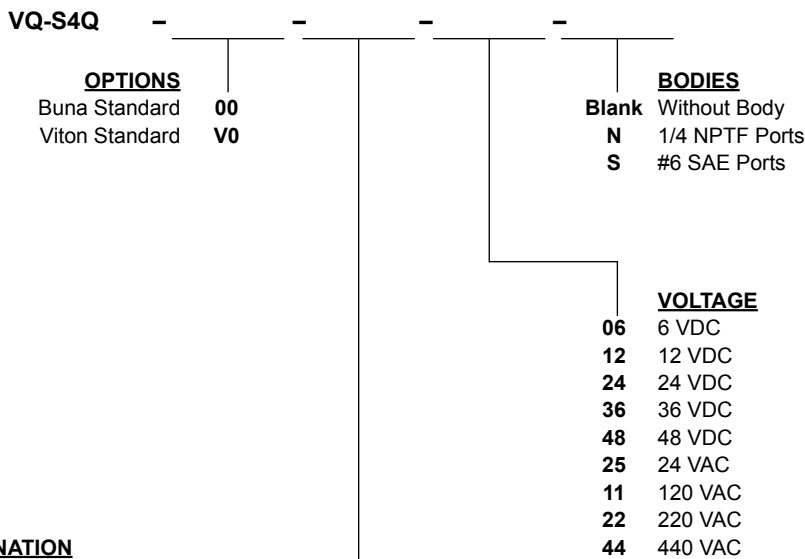 VQ-S4Q – – – –
OPTIONS
Buna Standard 00
Viton Standard V0
BODIES
Blank Without Body
N 1/4 NPTF Ports
S #6 SAE Ports
VOLTAGE
06 6 VDC
12 12 VDC
24 24 VDC
36 36 VDC
48 48 VDC
25 24 VAC
11 120 VAC
22 220 VAC
44 440 VAC
NATION